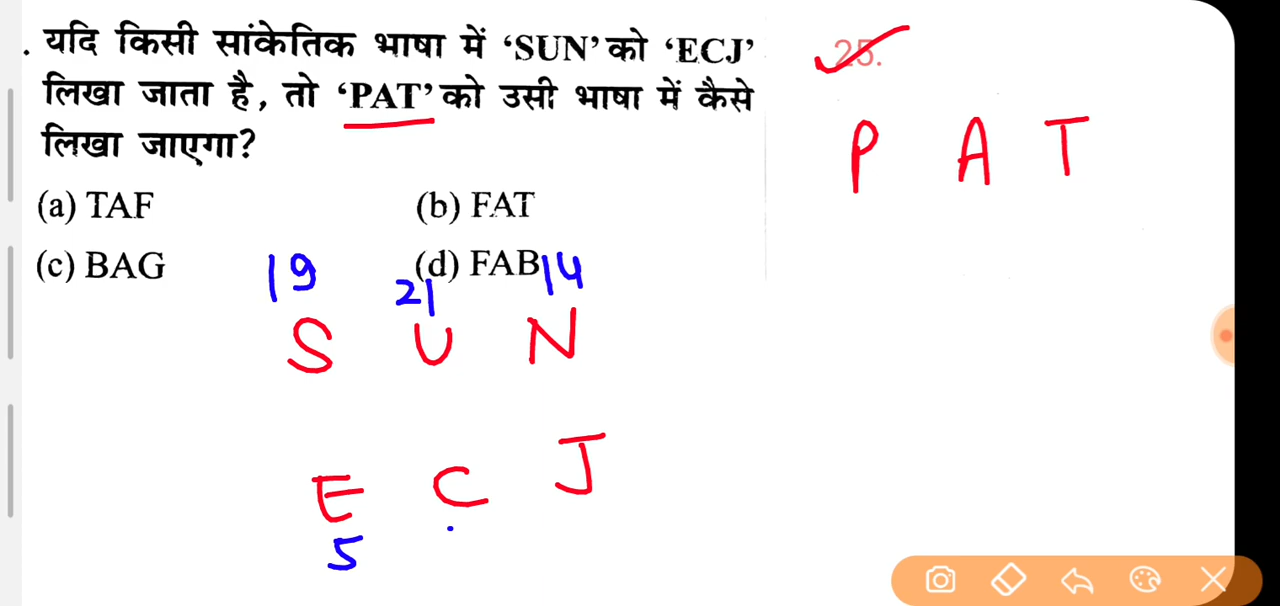 . यदि किसी सांकेतिक भाषा में ‘SUN’ को ‘ECJ’
लिखा जाता है, तो ‘PAT’ को उसी भाषा में कैसे
लिखा जाएगा?
(a) TAF (b) FAT
(c) BAG (d) FAB
25.
P A T
19 21 14
S U N
E C J
5